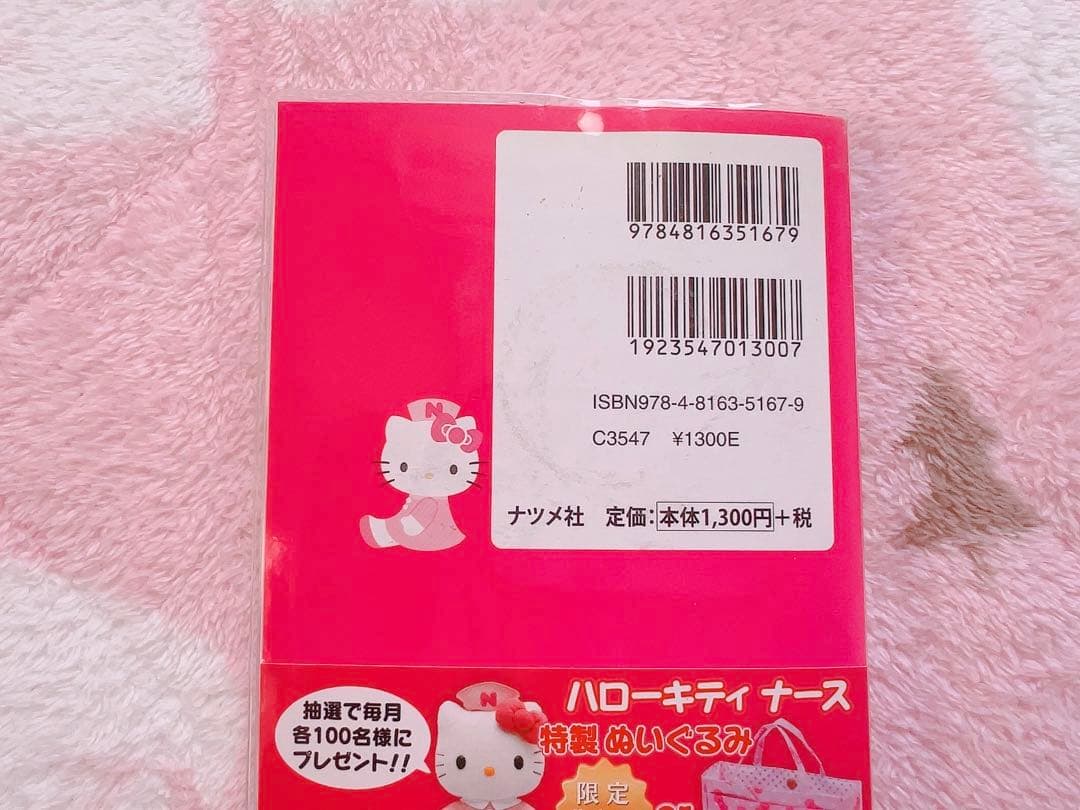 9784816351679
1923547013007
ISBN978-4-8163-5167-9
C3547 ¥1300E
ナツメ社 定価：本体1,300円+税
N
抽選で毎月
各100名様に
プレゼント!!
N
ハローキティ ナース
特製 ぬいぐるみ
限定
or